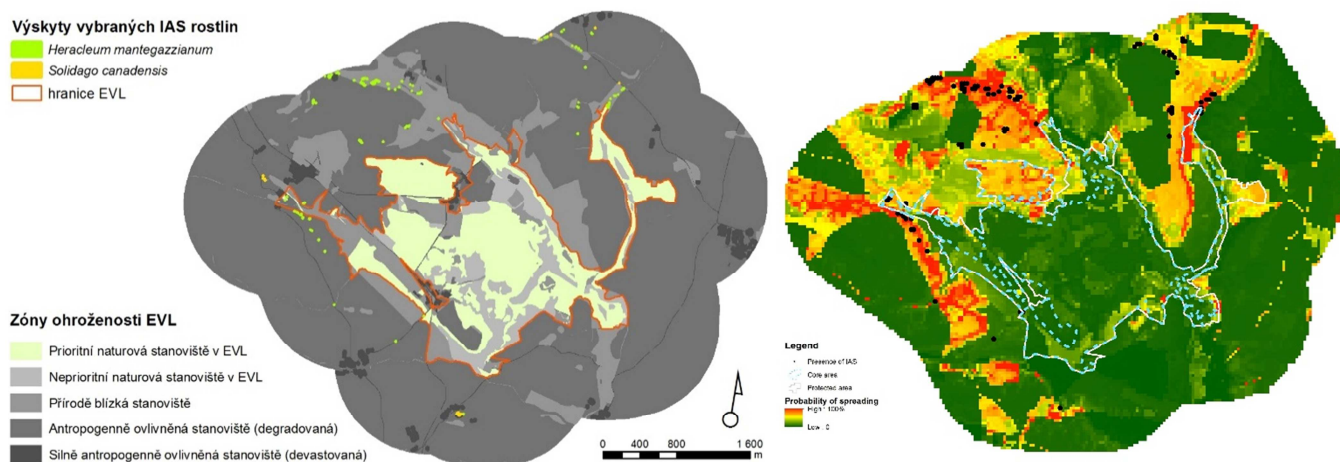 Výskyty vybraných IAS rostlin
Heracleum mantegazzianum
Solidago canadensis
hranice EVL
Zóny ohroženosti EVL
Prioritní naturová stanoviště v EVL
Neprioritní naturová stanoviště v EVL
Přírodě blízká stanoviště
Antropogenně ovlivněná stanoviště (degradovaná)
Silně antropogenně ovlivněná stanoviště (devastovaná)
0 400 800 1 600
m
Legend
Presence of IAS
Core area
Protected area
Probability of spreading
High : 100%
Low : 0